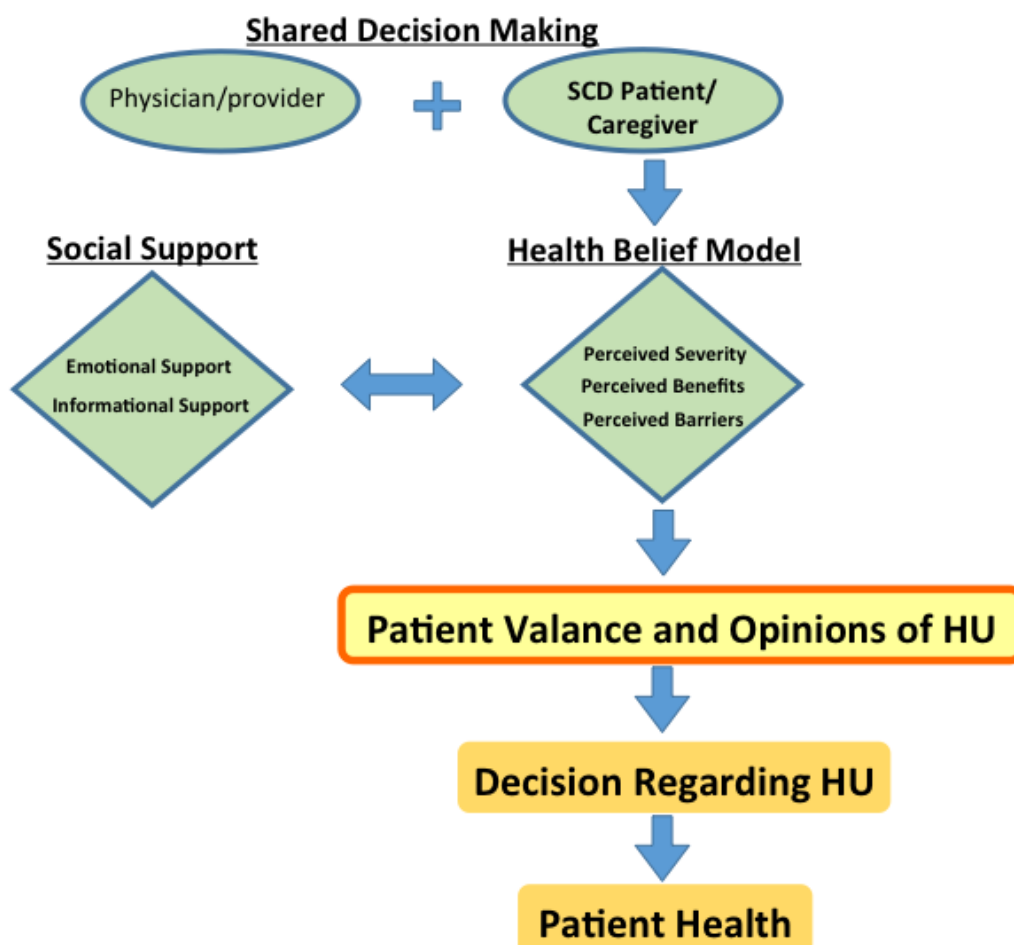 Shared Decision Making
Physician/provider
SCD Patient/
Caregiver
Social Support
Health Belief Model
Emotional Support
Informational Support
Perceived Severity
Perceived Benefits
Perceived Barriers
Patient Valance and Opinions of HU
Decision Regarding HU
Patient Health